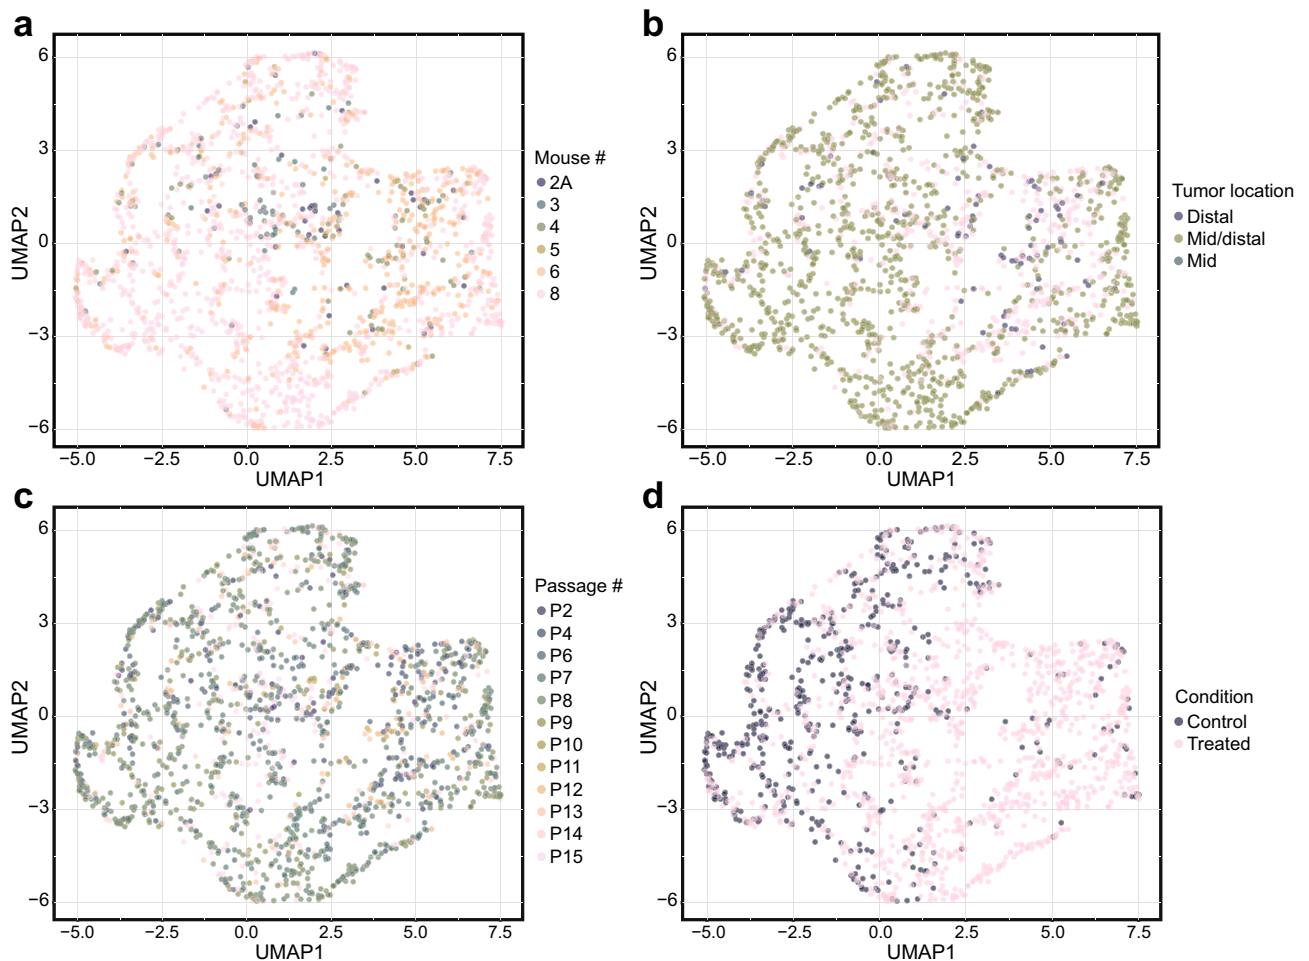 a
6
3
0
−3
−6
UMAP2
−5.0 −2.5 0.0 2.5 5.0 7.5
UMAP1
Mouse #
2A
3
4
5
6
8
b
6
3
0
−3
−6
UMAP2
−5.0 −2.5 0.0 2.5 5.0 7.5
UMAP1
Tumor location
Distal
Mid/distal
Mid
c
6
3
0
−3
−6
UMAP2
−5.0 −2.5 0.0 2.5 5.0 7.5
UMAP1
Passage #
P2
P4
P6
P7
P8
P9
P10
P11
P12
P13
P14
P15
d
6
3
0
−3
−6
UMAP2
−5.0 −2.5 0.0 2.5 5.0 7.5
UMAP1
Condition
Control
Treated